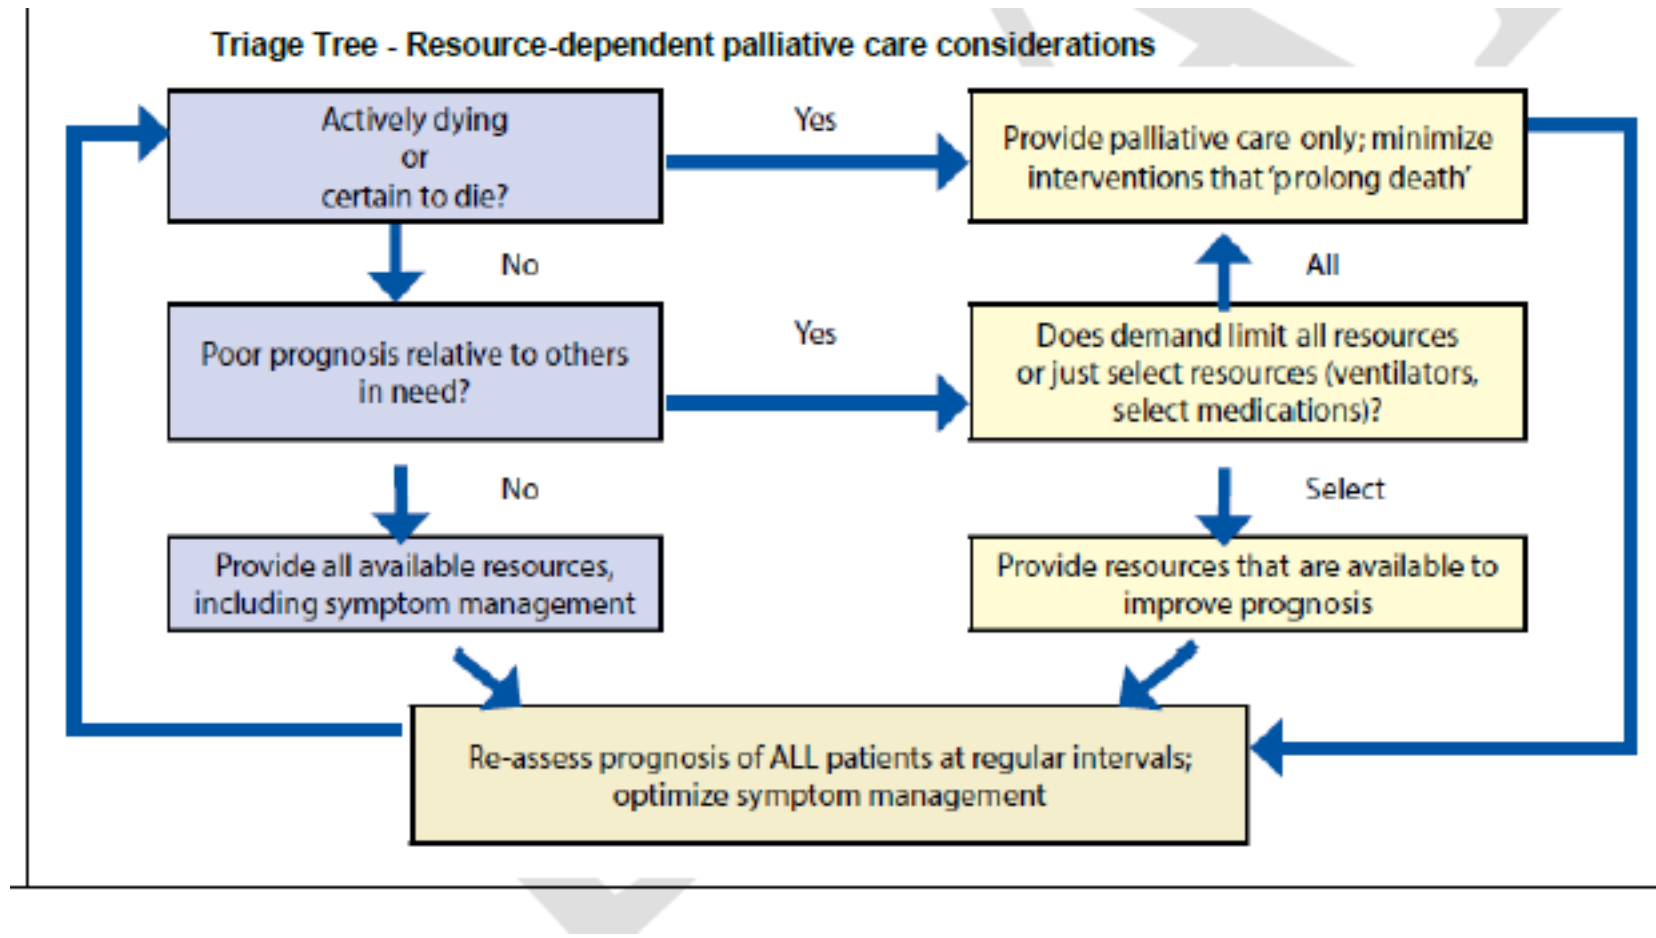 Triage Tree - Resource-dependent palliative care considerations
Actively dying
or
certain to die?
Yes
Provide palliative care only; minimize
interventions that ‘prolong death’
No
All
Poor prognosis relative to others
in need?
Yes
Does demand limit all resources
or just select resources (ventilators,
select medications)?
No
Select
Provide all available resources,
including symptom management
Provide resources that are available to
improve prognosis
Re-assess prognosis of ALL patients at regular intervals;
optimize symptom management